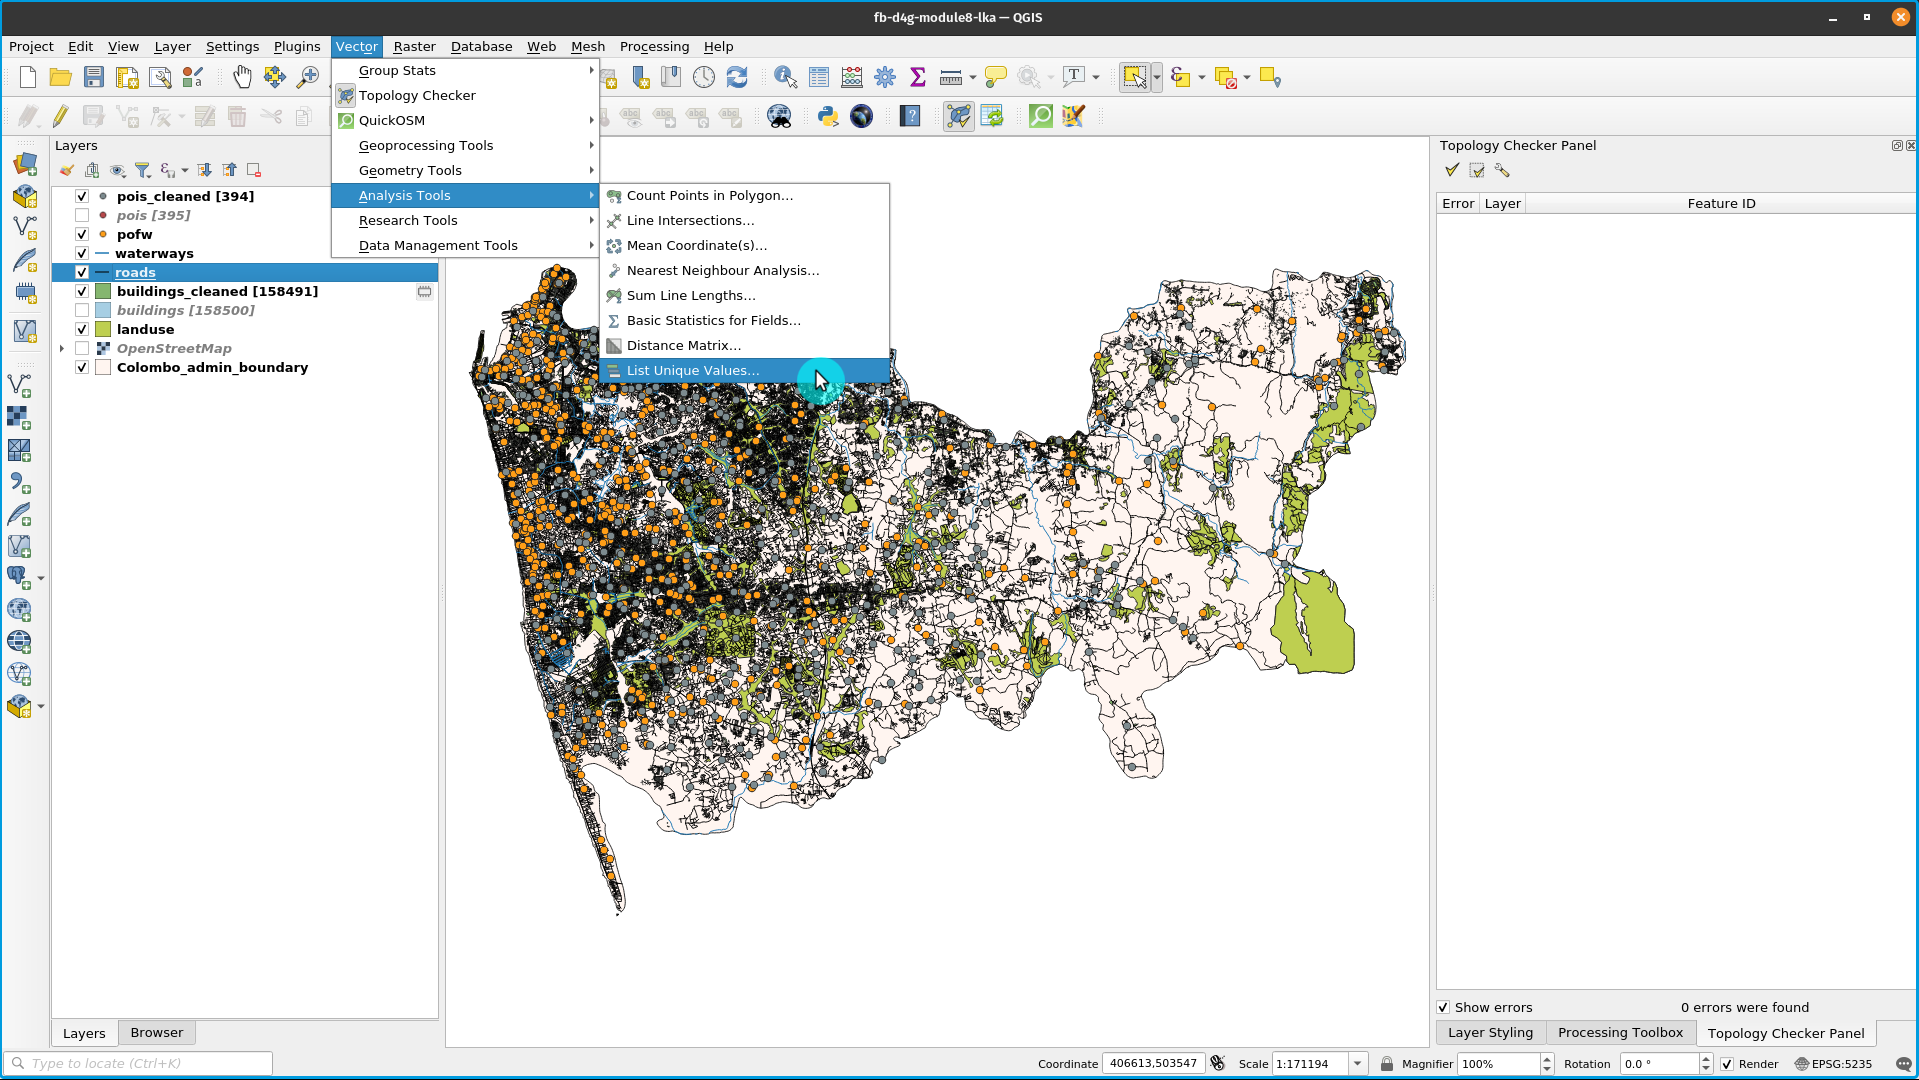 fb-d4g-module8-lka — QGIS
Project Edit View Layer Settings Plugins Vector Raster Database Web Mesh Processing Help
Group Stats
Topology Checker
QuickOSM
Geoprocessing Tools
Geometry Tools
Analysis Tools
Research Tools
Data Management Tools
Count Points in Polygon...
Line Intersections...
Mean Coordinate(s)...
Nearest Neighbour Analysis...
Sum Line Lengths...
Basic Statistics for Fields...
Distance Matrix...
List Unique Values...
Layers
pois_cleaned [394]
pois [395]
pofw
waterways
roads
buildings_cleaned [158491]
buildings [158500]
landuse
OpenStreetMap
Colombo_admin_boundary
Topology Checker Panel
Error Layer Feature ID
Show errors 0 errors were found
Layers Browser
Layer Styling Processing Toolbox Topology Checker Panel
Type to locate (Ctrl+K)
Coordinate 406613,503547 Scale 1:171194 Magnifier 100% Rotation 0.0 ° Render EPSG:5235